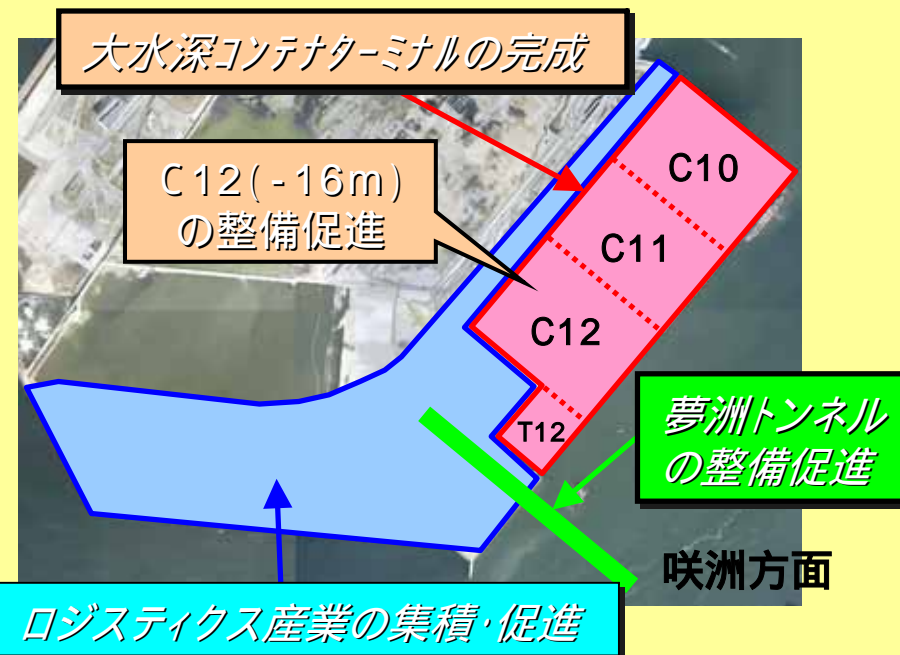 大水深ｺﾝﾃﾅﾀｰﾐﾅﾙの完成
C12(-16m)
の整備促進
C10
C11
C12
T12
夢洲ﾄﾝﾈﾙ
の整備促進
咲洲方面
ロジスティクス産業の集積･促進